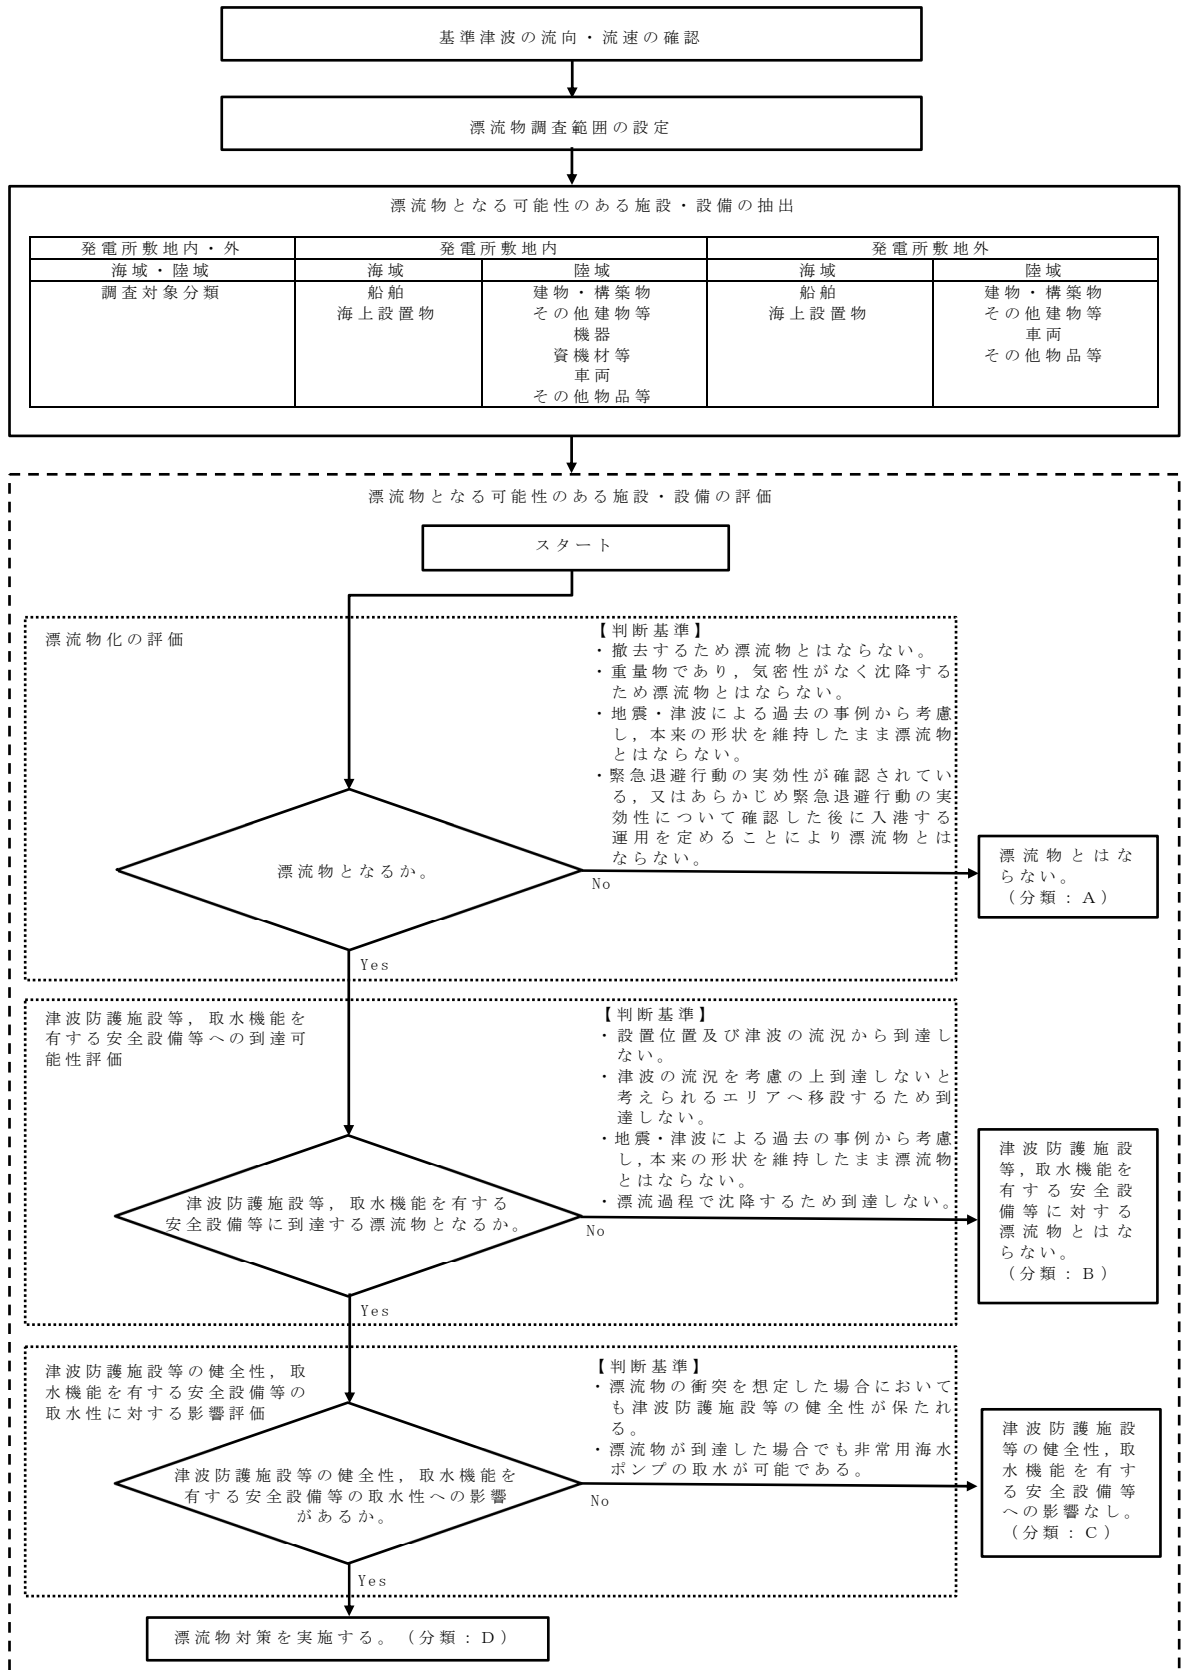 基準津波の流向・流速の確認
漂流物調査範囲の設定
漂流物となる可能性のある施設・設備の抽出
発電所敷地内・外 発電所敷地内 発電所敷地外
海域・陸域 海域 陸域 海域 陸域
調査対象分類 船舶 建物・構築物 船舶 建物・構築物
海上設置物 その他建物等 海上設置物 その他建物等
機器 車両
資機材等 その他物品等
車両
その他物品等
漂流物となる可能性のある施設・設備の評価
スタート
漂流物化の評価
【判断基準】
・撤去するため漂流物とはならない。
・重量物であり，気密性がなく沈降する
ため漂流物とはならない。
・地震・津波による過去の事例から考慮
し，本来の形状を維持したまま漂流物
とはならない。
・緊急退避行動の実効性が確認されてい
る，又はあらかじめ緊急退避行動の実
効性について確認した後に入港する
運用を定めることにより漂流物とは
ならない。
漂流物となるか。
No
漂流物とはな
らない。
（分類：A）
Yes
津波防護施設等，取水機能を
有する安全設備等への到達可
能性評価
【判断基準】
・設置位置及び津波の流況から到達し
ない。
・津波の流況を考慮の上到達しないと
考えられるエリアへ移設するため到
達しない。
・地震・津波による過去の事例から考慮
し，本来の形状を維持したまま漂流物
とはならない。
・漂流過程で沈降するため到達しない。
津波防護施設等，取水機能を有する
安全設備等に到達する漂流物となるか。
No
津波防護施設
等，取水機能を
有する安全設
備等に対する
漂流物とはな
らない。
（分類：B）
Yes
津波防護施設等の健全性，取
水機能を有する安全設備等の
取水性に対する影響評価
【判断基準】
・漂流物の衝突を想定した場合において
も津波防護施設等の健全性が保たれ
る。
・漂流物が到達した場合でも非常用海水
ポンプの取水が可能である。
津波防護施設等の健全性，取水機能を
有する安全設備等の取水性への影響
があるか。
No
津波防護施設
等の健全性，取
水機能を有す
る安全設備等
への影響なし。
（分類：C）
Yes
漂流物対策を実施する。（分類：D）